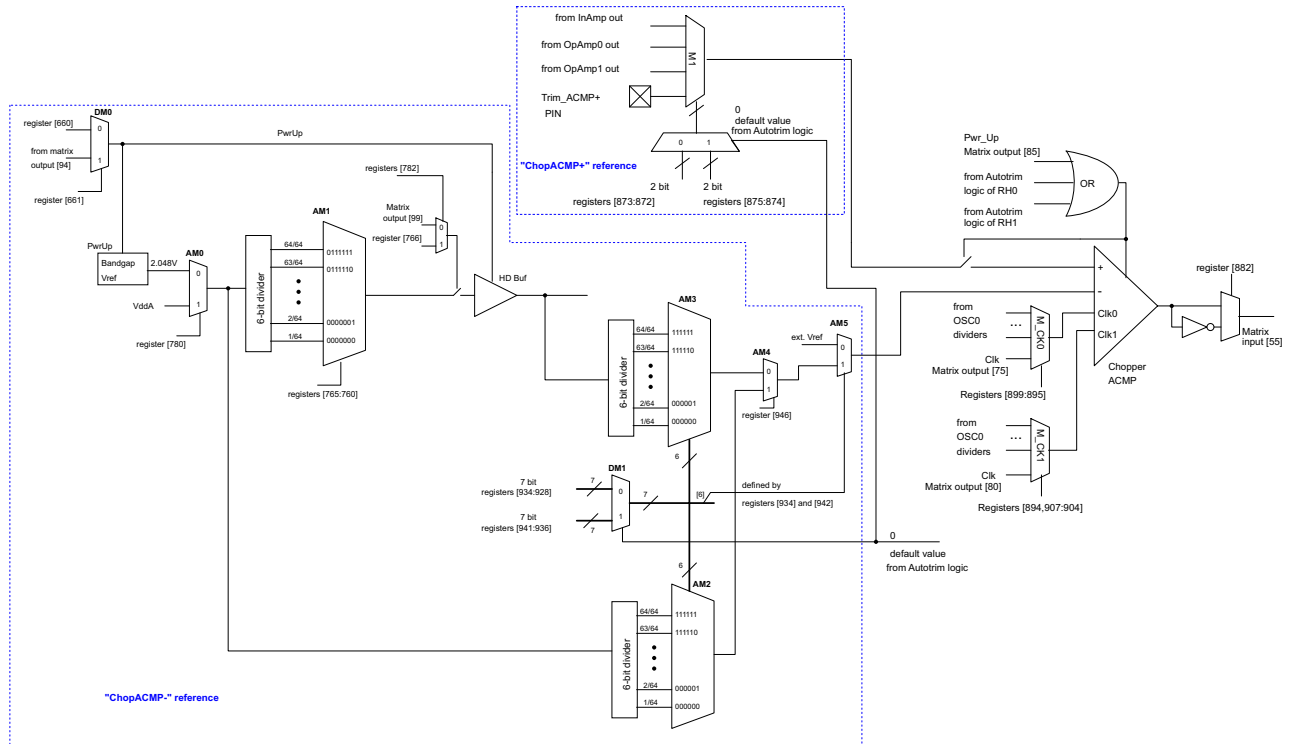 from InAmp out
from OpAmp0 out
from OpAmp1 out
Trim_ACMP+
PIN
M1
0
default value
from Autotrim logic
0 1
"ChopACMP+" reference
2 bit 2 bit
registers [873:872] registers [875:874]
DM0
register [660]
0
from matrix
output [94]
1
register [661]
PwrUp
registers [782]
Matrix
output [99]
0
register [766]
1
Pwr_Up
Matrix output [85]
from Autotrim
logic of RH0
from Autotrim
logic of RH1
OR
PwrUp
Bandgap
Vref
2.048V
AM0
0
VddA
1
register [780]
AM1
6-bit divider
64/64
0111111
63/64
0111110
2/64
0000001
1/64
0000000
registers [765:760]
HD Buf
AM3
6-bit divider
64/64
111111
63/64
111110
2/64
000001
1/64
000000
AM4
0
1
register [946]
AM5
ext. Vref
0
1
+
-
Clk0
Clk1
Chopper
ACMP
register [882]
Matrix
input [55]
from
OSC0
dividers
...
Clk
Matrix output [75]
M_CK0
Registers [899:895]
from
OSC0
dividers
...
Clk
Matrix output [80]
M_CK1
Registers [894,907:904]
6
DM1
7 bit
registers [934:928]
7
0
7 bit
registers [941:936]
7
1
7
[6]
defined by
registers [934] and [942]
0
default value
from Autotrim logic
6
AM2
6-bit divider
64/64
111111
63/64
111110
2/64
000001
1/64
000000
"ChopACMP-" reference